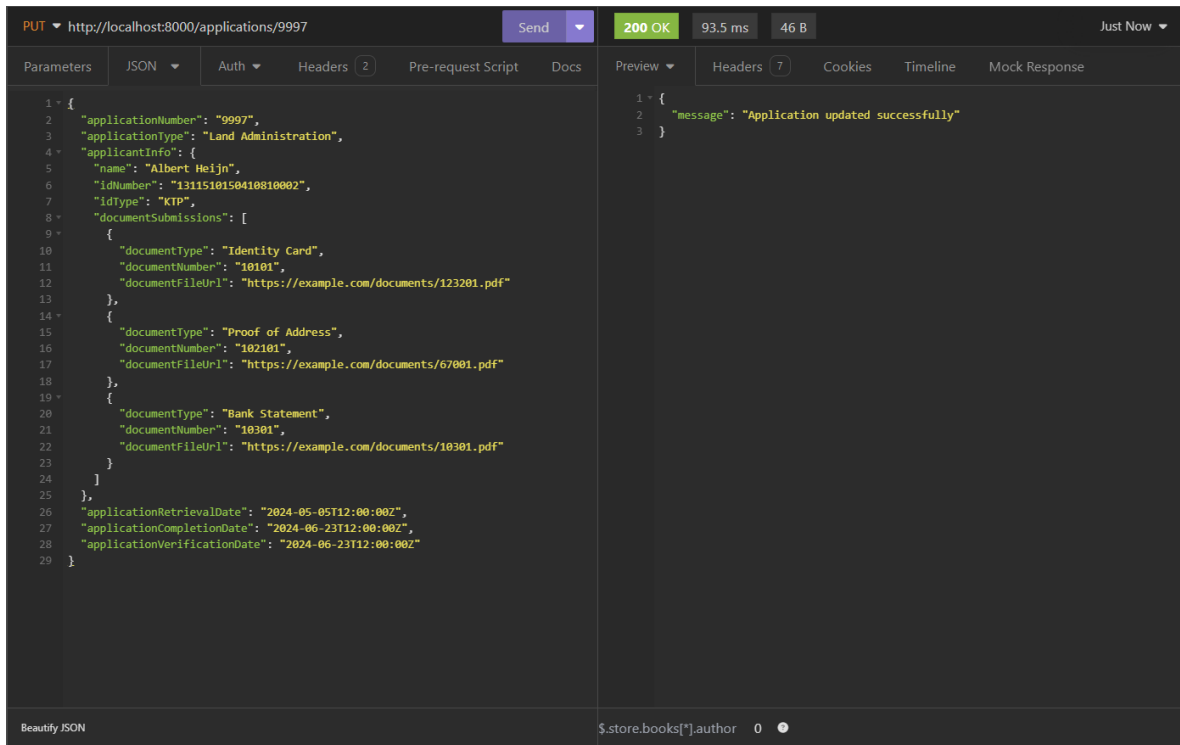 PUT http://localhost:8000/applications/9997 Send
Parameters JSON Auth Headers 2 Pre-request Script Docs
1 {
2 "applicationNumber": "9997",
3 "applicationType": "Land Administration",
4 "applicantInfo": {
5 "name": "Albert Heijn",
6 "idNumber": "1311510150410810002",
7 "idType": "KTP",
8 "documentSubmissions": [
9 {
10 "documentType": "Identity Card",
11 "documentNumber": "10101",
12 "documentFileUrl": "https://example.com/documents/123201.pdf"
13 },
14 {
15 "documentType": "Proof of Address",
16 "documentNumber": "102101",
17 "documentFileUrl": "https://example.com/documents/67001.pdf"
18 },
19 {
20 "documentType": "Bank Statement",
21 "documentNumber": "10301",
22 "documentFileUrl": "https://example.com/documents/10301.pdf"
23 }
24 ]
25 },
26 "applicationRetrievalDate": "2024-05-05T12:00:00Z",
27 "applicationCompletionDate": "2024-06-23T12:00:00Z",
28 "applicationVerificationDate": "2024-06-23T12:00:00Z"
29 }
Beautify JSON
200 OK 93.5 ms 46 B Just Now
Preview Headers 7 Cookies Timeline Mock Response
1 {
2 "message": "Application updated successfully"
3 }
$.store.books[*].author 0 ?